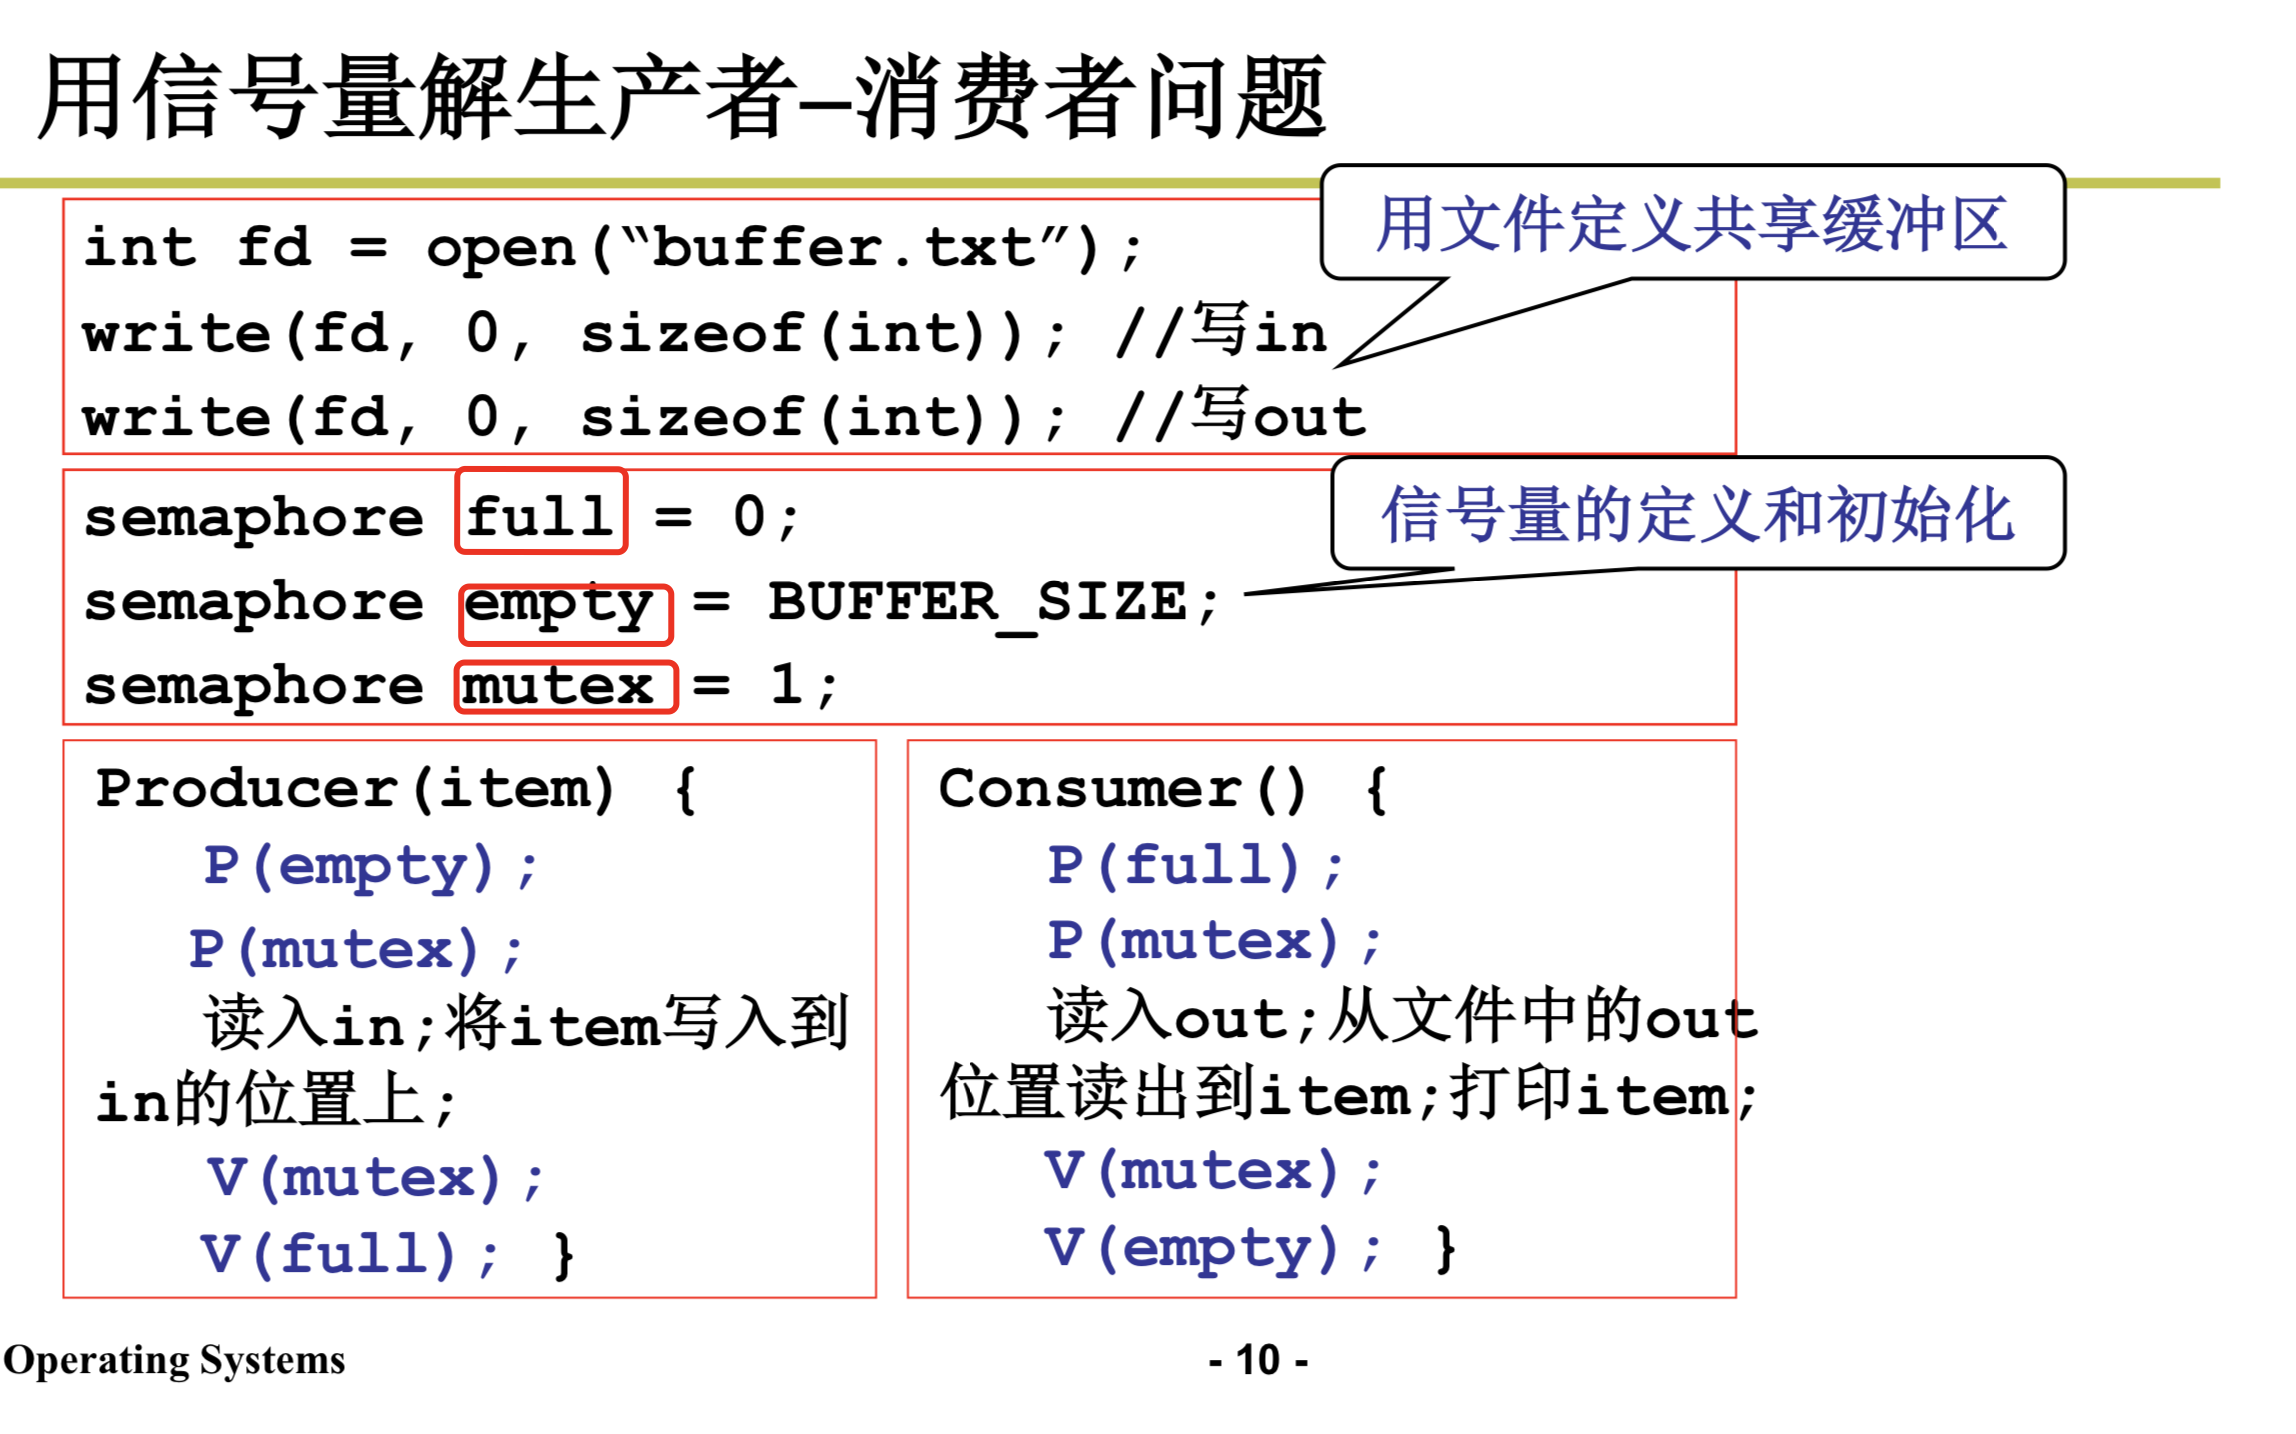 用信号量解生产者–消费者问题
用文件定义共享缓冲区
int fd = open(“buffer.txt”);
write(fd, 0, sizeof(int)); //写in
write(fd, 0, sizeof(int)); //写out
信号量的定义和初始化
semaphore full = 0;
semaphore empty = BUFFER_SIZE;
semaphore mutex = 1;
Producer(item) {
P(empty);
P(mutex);
读入in;将item写入到
in的位置上;
V(mutex);
V(full); }
Consumer() {
P(full);
P(mutex);
读入out;从文件中的out
位置读出到item;打印item;
V(mutex);
V(empty); }
Operating Systems
- 10 -